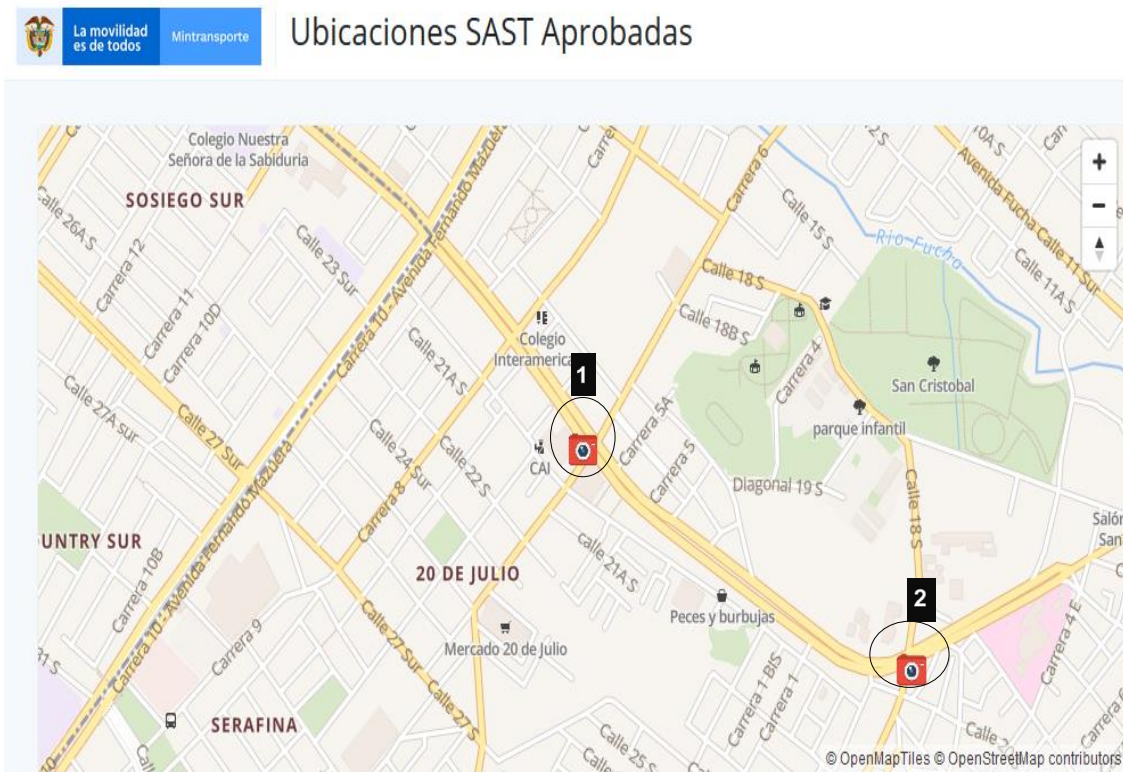 La movilidad
es de todos
Mintransporte
Ubicaciones SAST Aprobadas
Colegio Nuestra
Señora de la Sabiduria
SOSIEGO SUR
Calle 26A S
Carrera 12
Carrera 11
Carrera 10D
Calle 23 Sur
Carrera 10 - Avenida Fernando Mazuera
Carrera 6
Calle 15 S
Avenida Fucha Calle 11 Sur
10A S
Rio Fucho
Calle 11A S
Calle 18 S
Calle 18B S
Colegio
Interamerica
1
Calle 21A S
Carrera 4
San Cristobal
parque infantil
Calle 27A sur
Calle 27 Sur
Calle 24 Sur
Calle 22 S
CAI
Carrera 5A
Carrera 5
Diagonal 19 S
Carrera 8
Calle 18 S
Salón
San
UNTRY SUR
Carrera 10B
Carrera 10 - Avenida Fernando Mazuera
20 DE JULIO
Calle 21A S
2
Peces y burbujas
Mercado 20 de Julio
Calle 27 Sur
Calle 27 S
Carrera 9
Carrera 1 BIS
Carrera 1
Carrera 4 E
SERAFINA
Calle 25 S
© OpenMapTiles © OpenStreetMap contributors